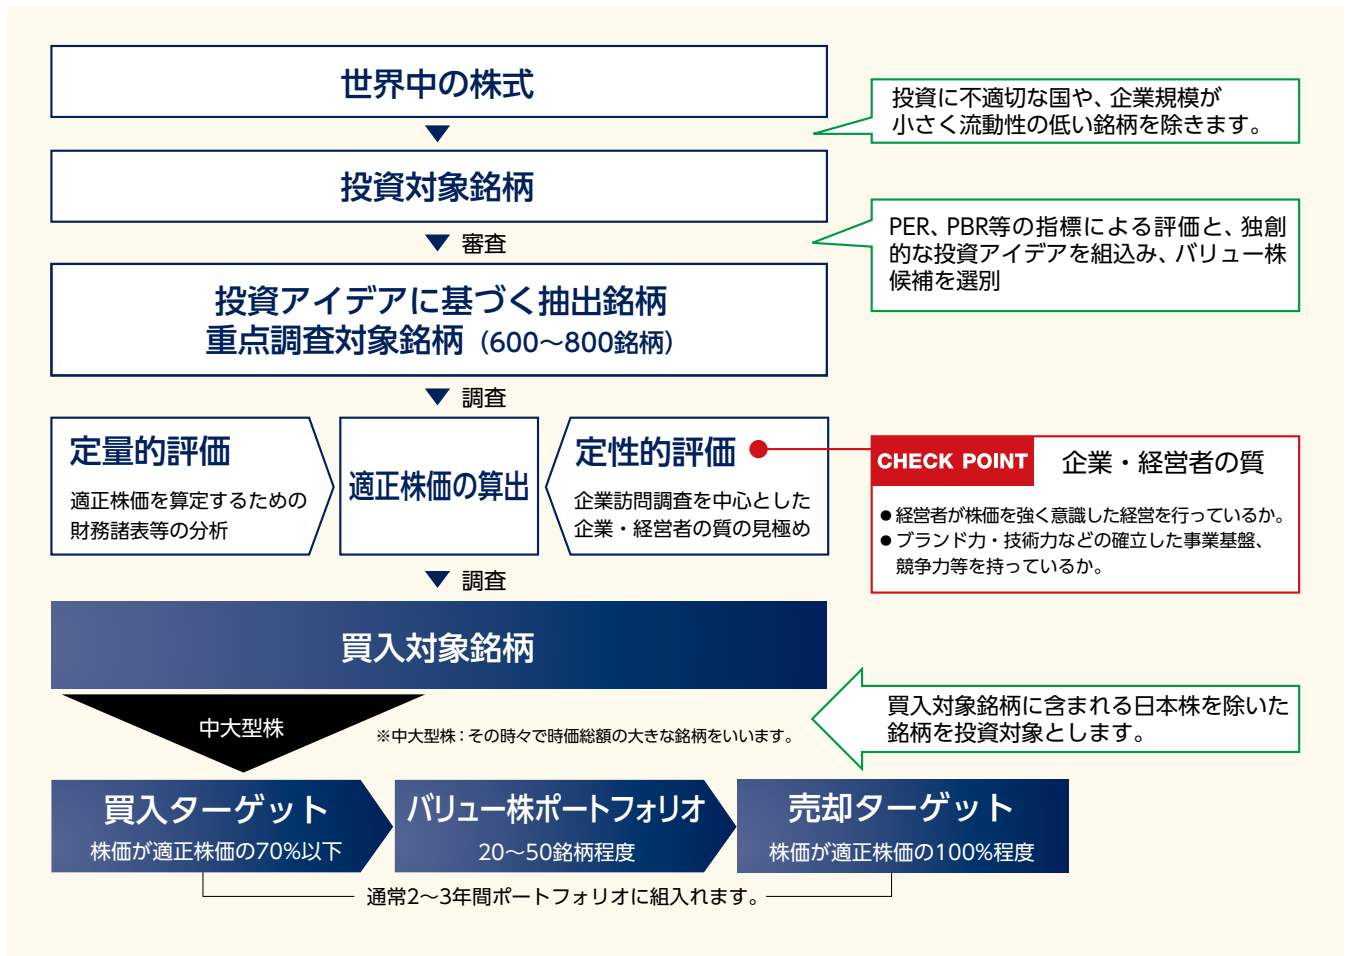 世界中の株式
投資に不適切な国や、企業規模が
小さく流動性の低い銘柄を除きます。
投資対象銘柄
審査
PER、PBR等の指標による評価と、独創
的な投資アイデアを組込み、バリュー株
候補を選別
投資アイデアに基づく抽出銘柄
重点調査対象銘柄（600～800銘柄）
調査
定量的評価
適正株価を算定するための
財務諸表等の分析
適正株価の算出
定性的評価
企業訪問調査を中心とした
企業・経営者の質の見極め
CHECK POINT 企業・経営者の質
●経営者が株価を強く意識した経営を行っているか。
●ブランド力・技術力などの確立した事業基盤、
競争力等を持っているか。
調査
買入対象銘柄
買入対象銘柄に含まれる日本株を除いた
銘柄を投資対象とします。
中大型株
※中大型株：その時々で時価総額の大きな銘柄をいいます。
買入ターゲット
株価が適正株価の70%以下
バリュー株ポートフォリオ
20～50銘柄程度
売却ターゲット
株価が適正株価の100%程度
通常2～3年間ポートフォリオに組入れます。